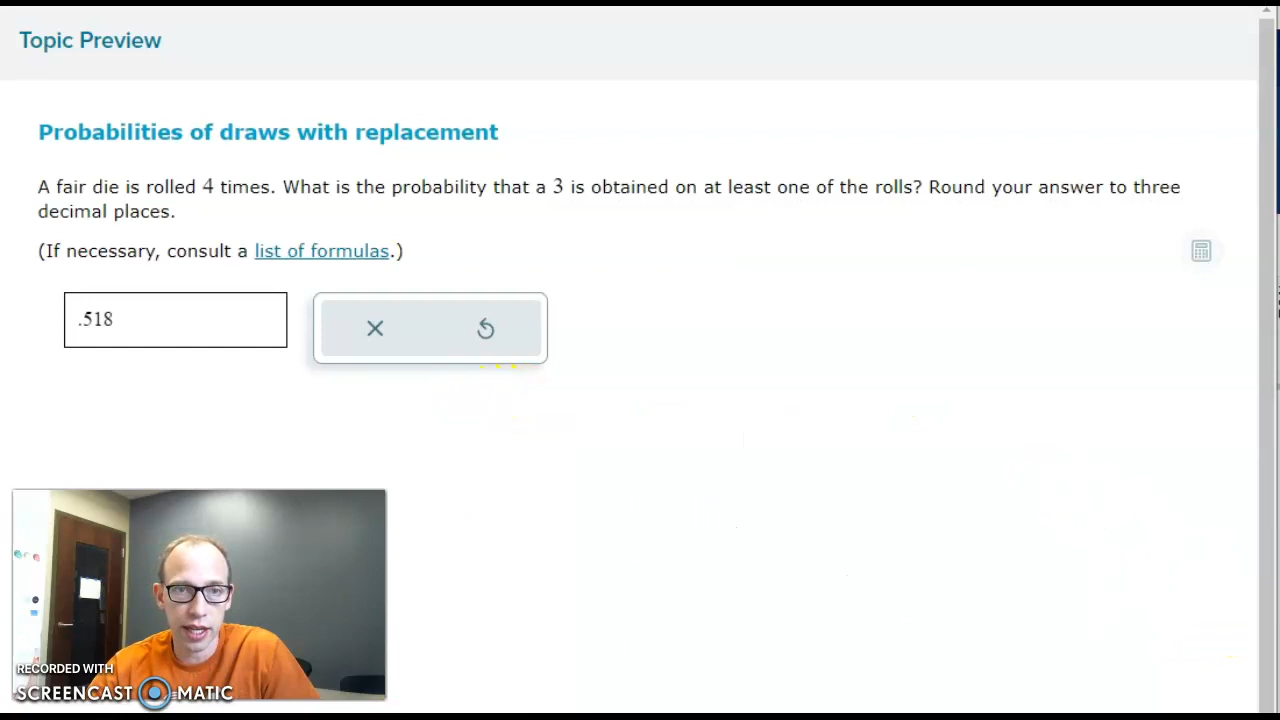 Topic Preview
Probabilities of draws with replacement
A fair die is rolled 4 times. What is the probability that a 3 is obtained on at least one of the rolls? Round your answer to three
decimal places.
(If necessary, consult a list of formulas.)
.518
RECORDED WITH
SCREENCAST MATIC